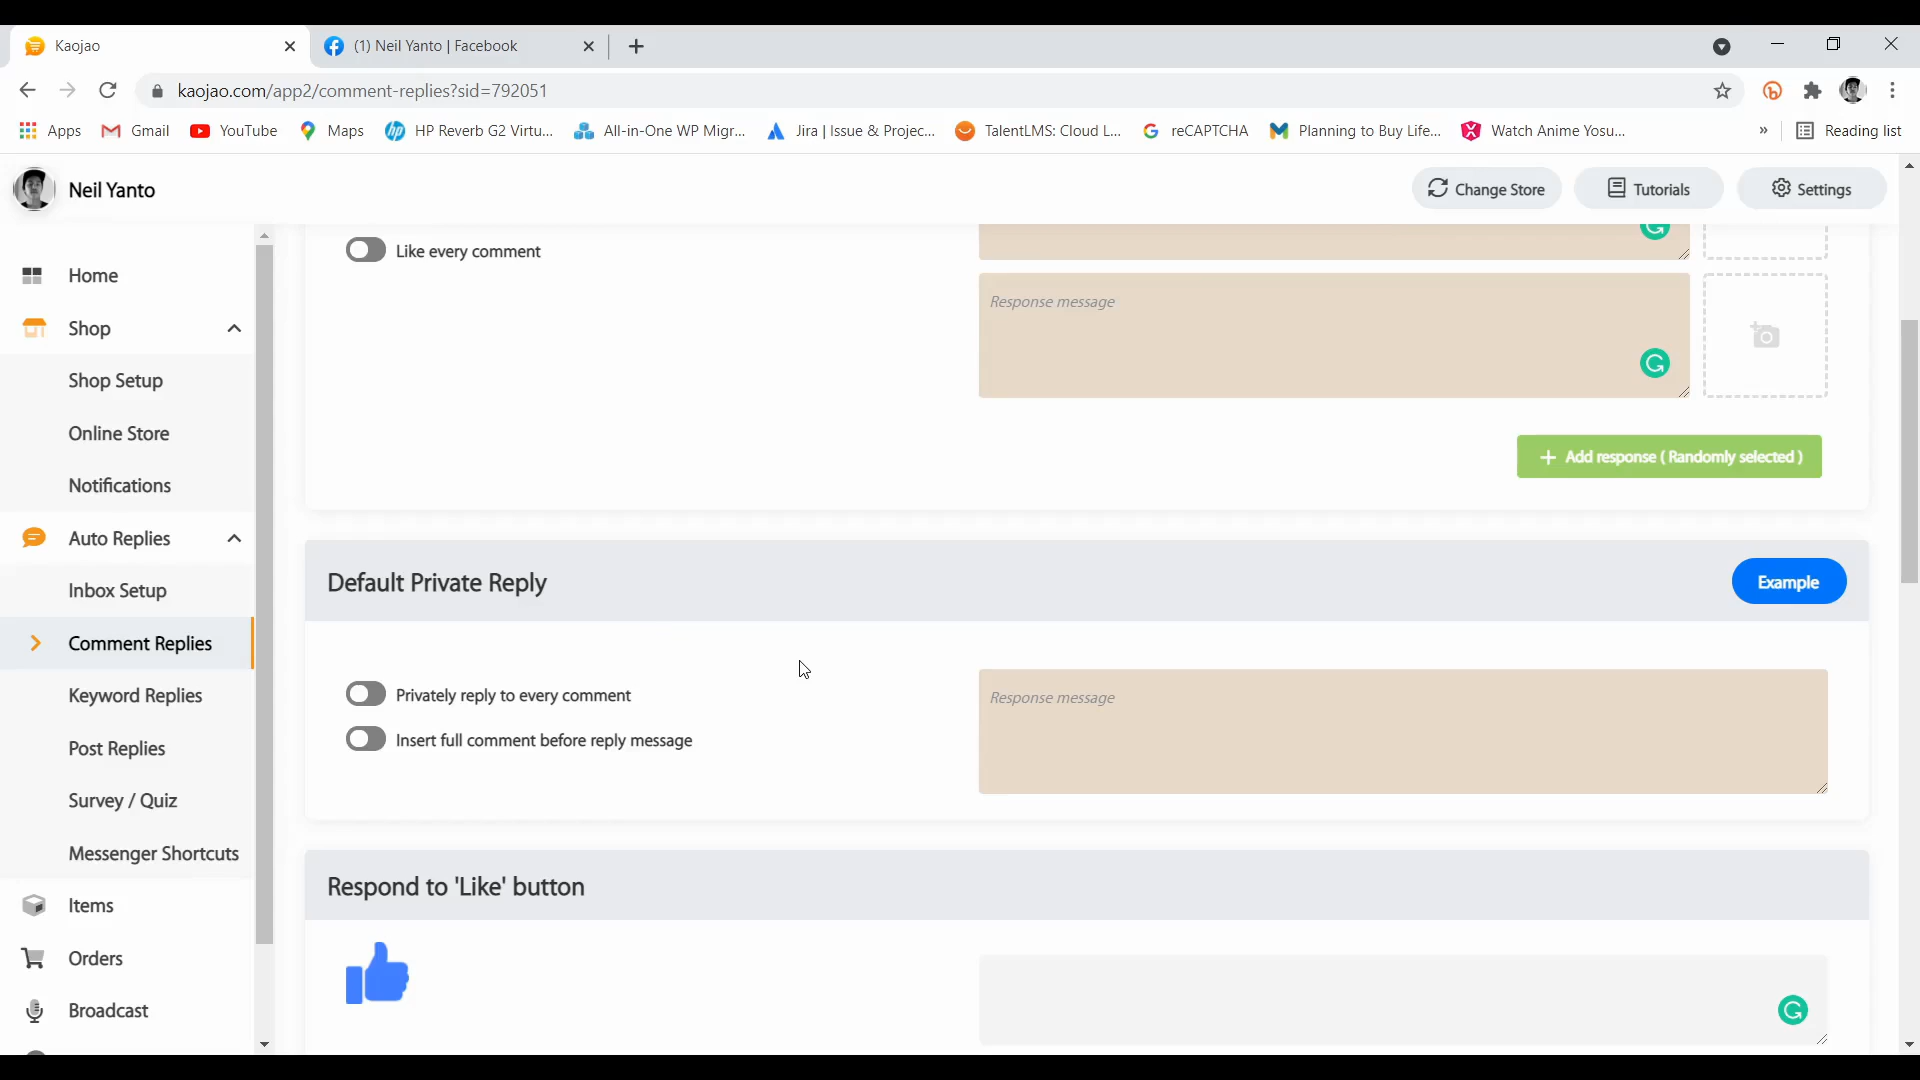 Kaojao
(1) Neil Yanto | Facebook
kaojao.com/app2/comment-replies?sid=792051
Apps
Gmail
YouTube
Maps
HP Reverb G2 Virtu...
All-in-One WP Migr...
Jira | Issue & Projec...
TalentLMS: Cloud L...
reCAPTCHA
Planning to Buy Life...
Watch Anime Yosu...
»
Reading list
Neil Yanto
Change Store
Tutorials
Settings
Home
Shop
Shop Setup
Online Store
Notifications
Auto Replies
Inbox Setup
Comment Replies
Keyword Replies
Post Replies
Survey / Quiz
Messenger Shortcuts
Items
Orders
Broadcast
Like every comment
Response message
+ Add response ( Randomly selected )
Default Private Reply
Example
Privately reply to every comment
Insert full comment before reply message
Response message
Respond to 'Like' button